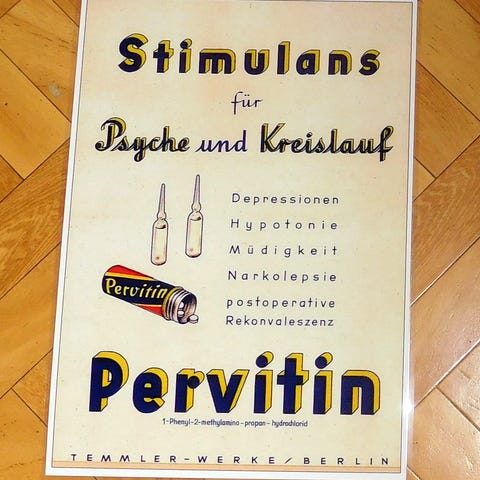 Stimulans
für
Psyche und Kreislauf
Depressionen
Hypotonie
Müdigkeit
Narkolepsie
postoperative
Rekonvaleszenz
Pervitin
Pervitin
1-Phenyl-2-methylamino-propan-hydrochlorid
TEMMLER-WERKE/BERLIN